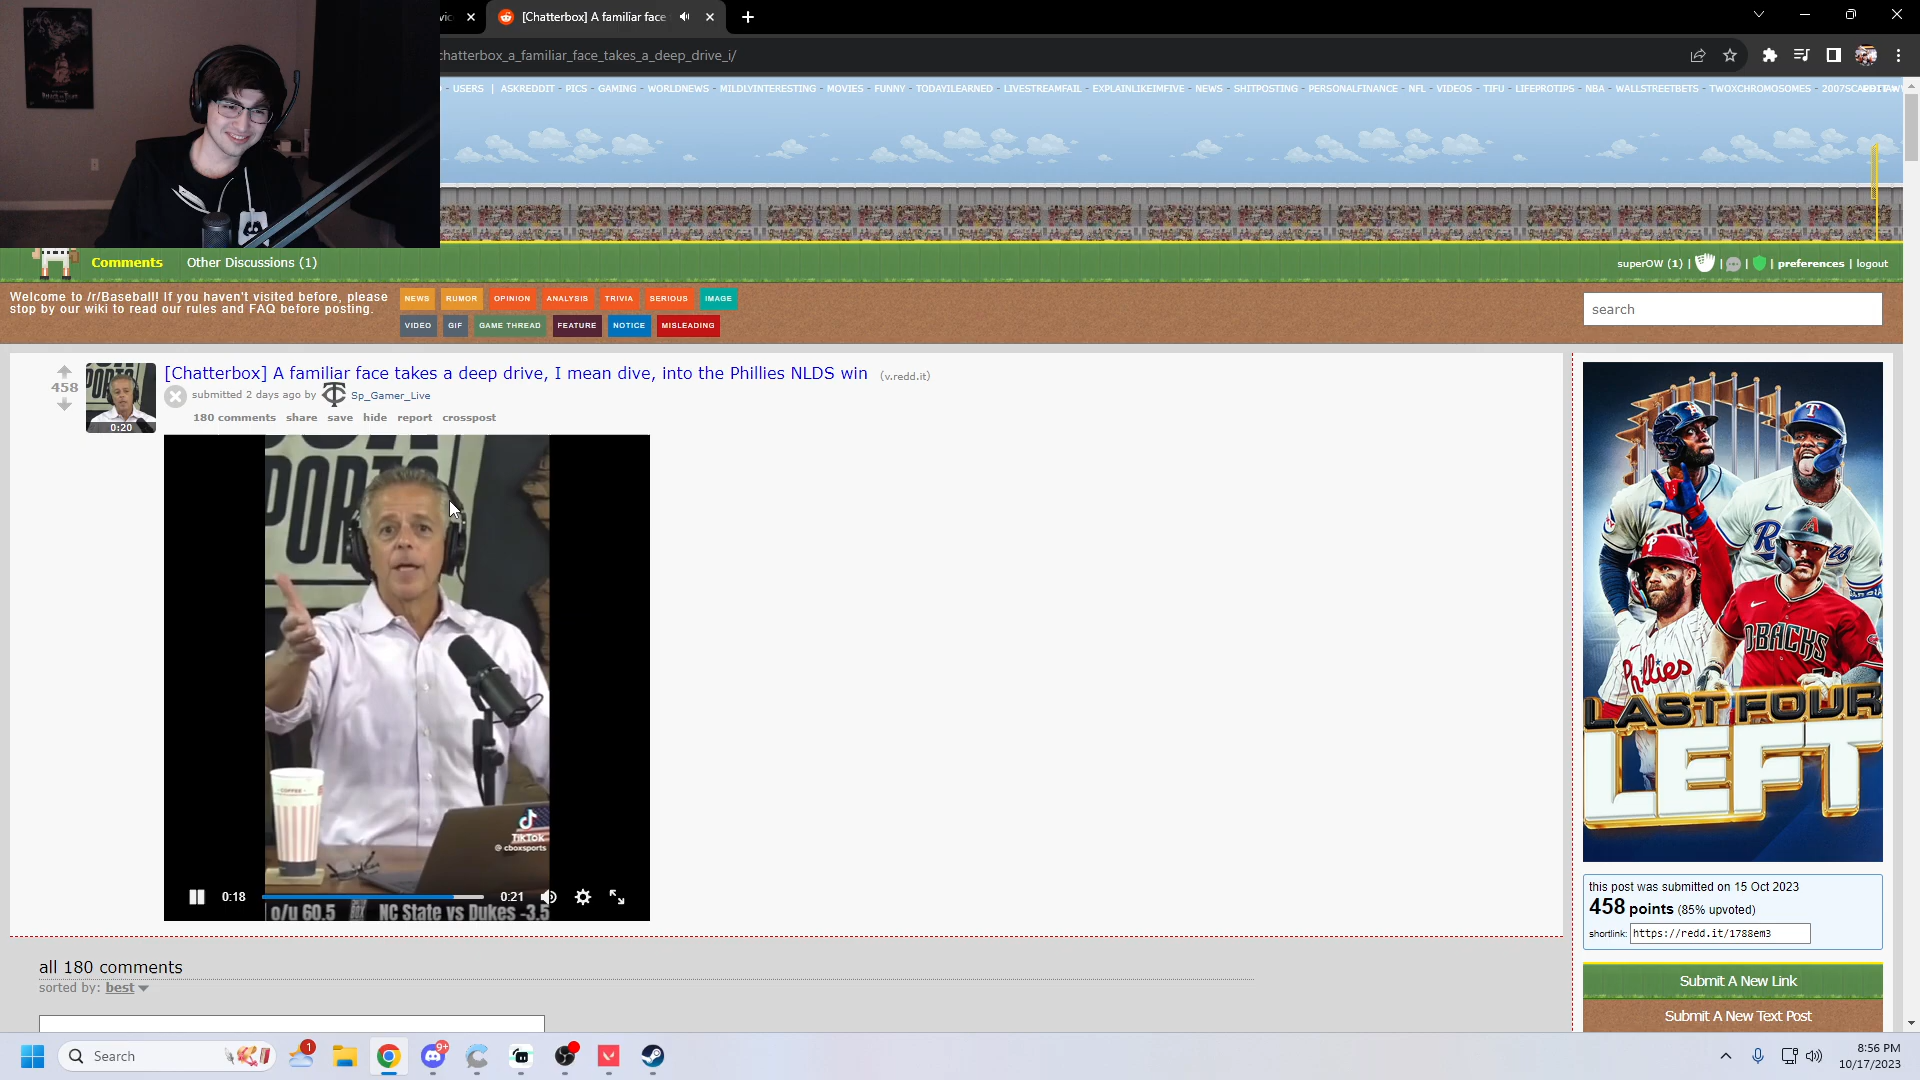 [Chatterbox] A familiar face
chatterbox_a_familiar_face_takes_a_deep_drive_i/
- USERS | ASKREDDIT - PICS - GAMING - WORLDNEWS - MILDLYINTERESTING - MOVIES - FUNNY - TODAYILEARNED - LIVESTREAMFAIL - EXPLAINLIKEIMFIVE - NEWS - SHITPOSTING - PERSONALFINANCE - NFL - VIDEOS - TIFU - LIFEPROTIPS - NBA - WALLSTREETBETS - TWOXCHROMOSOMES
Comments Other Discussions (1)
superOW (1) | | | | preferences | logout
Welcome to /r/Baseball! If you haven't visited before, please
stop by our wiki to read our rules and FAQ before posting.
NEWS RUMOR OPINION ANALYSIS TRIVIA SERIOUS IMAGE
VIDEO GIF GAME THREAD FEATURE NOTICE MISLEADING
search
458
0:20
[Chatterbox] A familiar face takes a deep drive, I mean dive, into the Phillies NLDS win (v.redd.it)
submitted 2 days ago by Sp_Gamer_Live
180 comments share save hide report crosspost
PORTS
TikTok
@ cboxsports
0:18 0:21
o/u 60.5 NC State vs Dukes -3.5
all 180 comments
sorted by: best
Phillies
DBACKS
LAST FOUR
LEFT
this post was submitted on 15 Oct 2023
458 points (85% upvoted)
shortlink: https://redd.it/1788em3
Submit A New Link
Submit A New Text Post
Search
1
9+
8:56 PM
10/17/2023